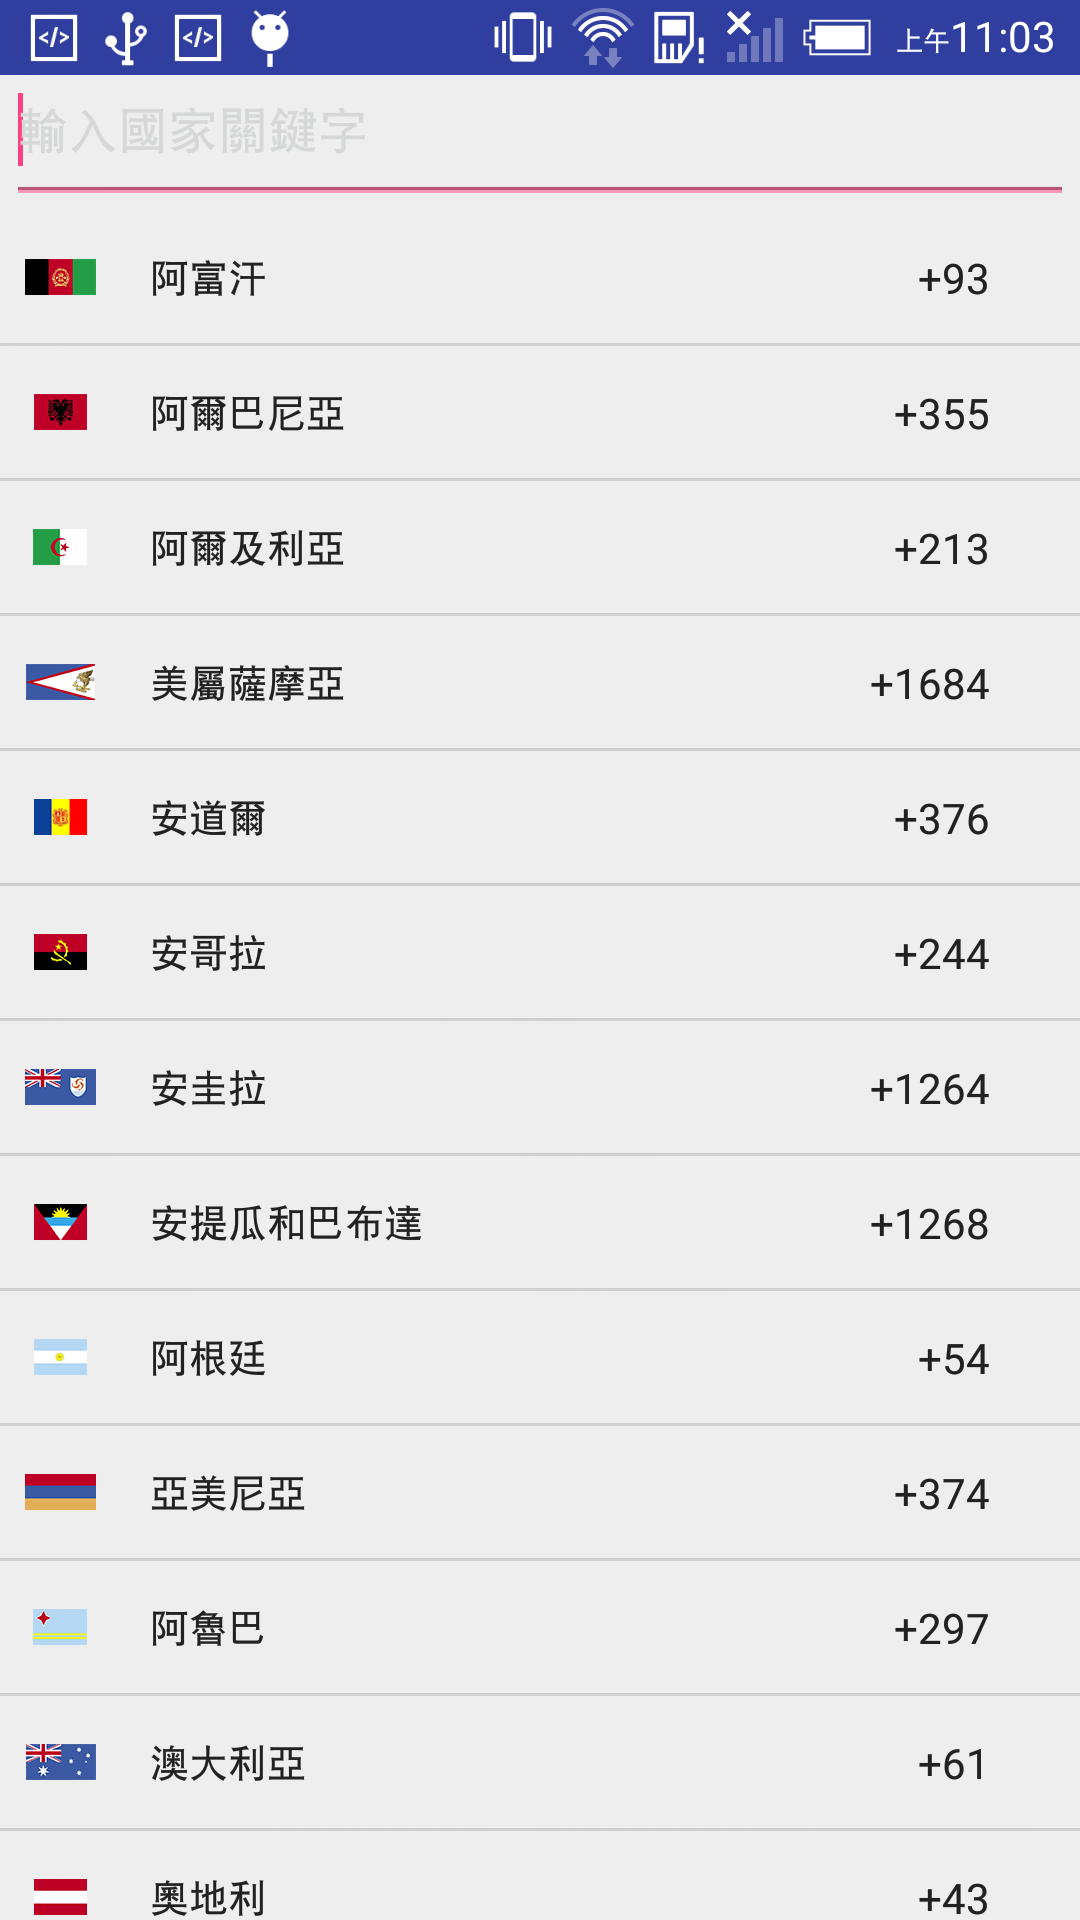 上午11:03
輸入國家關鍵字
阿富汗 +93
阿爾巴尼亞 +355
阿爾及利亞 +213
美屬薩摩亞 +1684
安道爾 +376
安哥拉 +244
安圭拉 +1264
安提瓜和巴布達 +1268
阿根廷 +54
亞美尼亞 +374
阿魯巴 +297
澳大利亞 +61
奧地利 +43